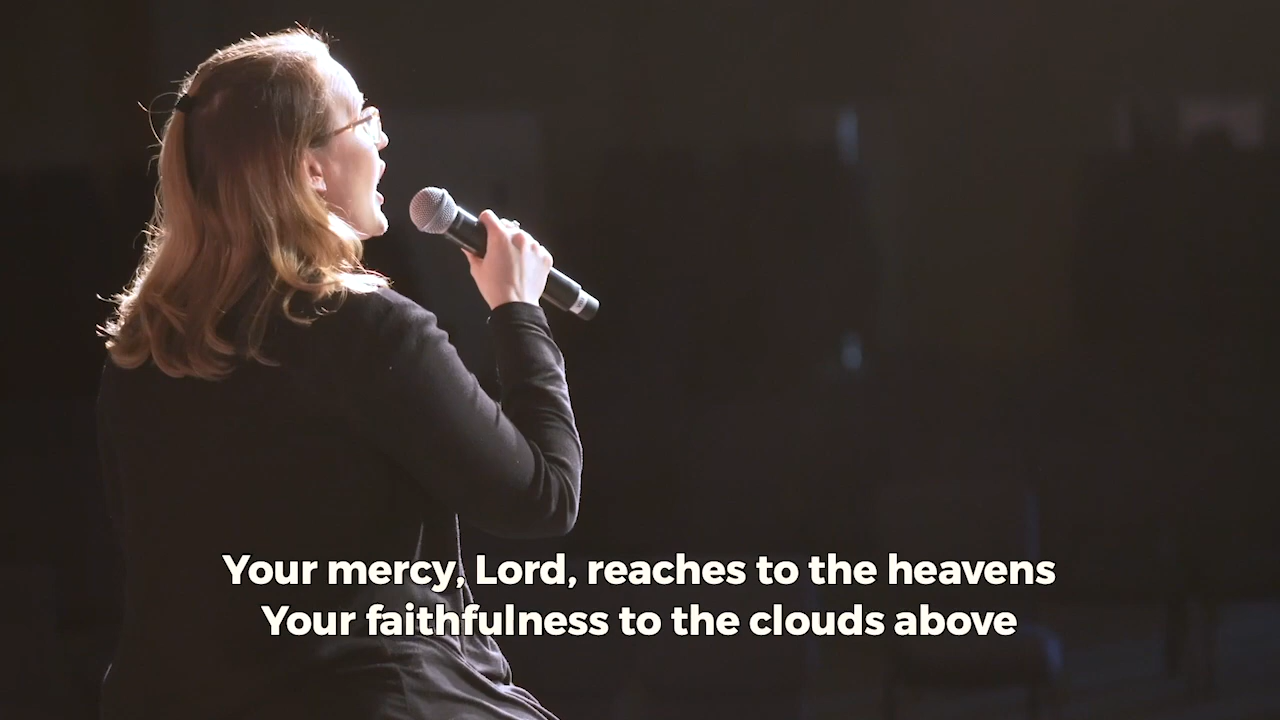 Your mercy, Lord, reaches to the heavens
Your faithfulness to the clouds above